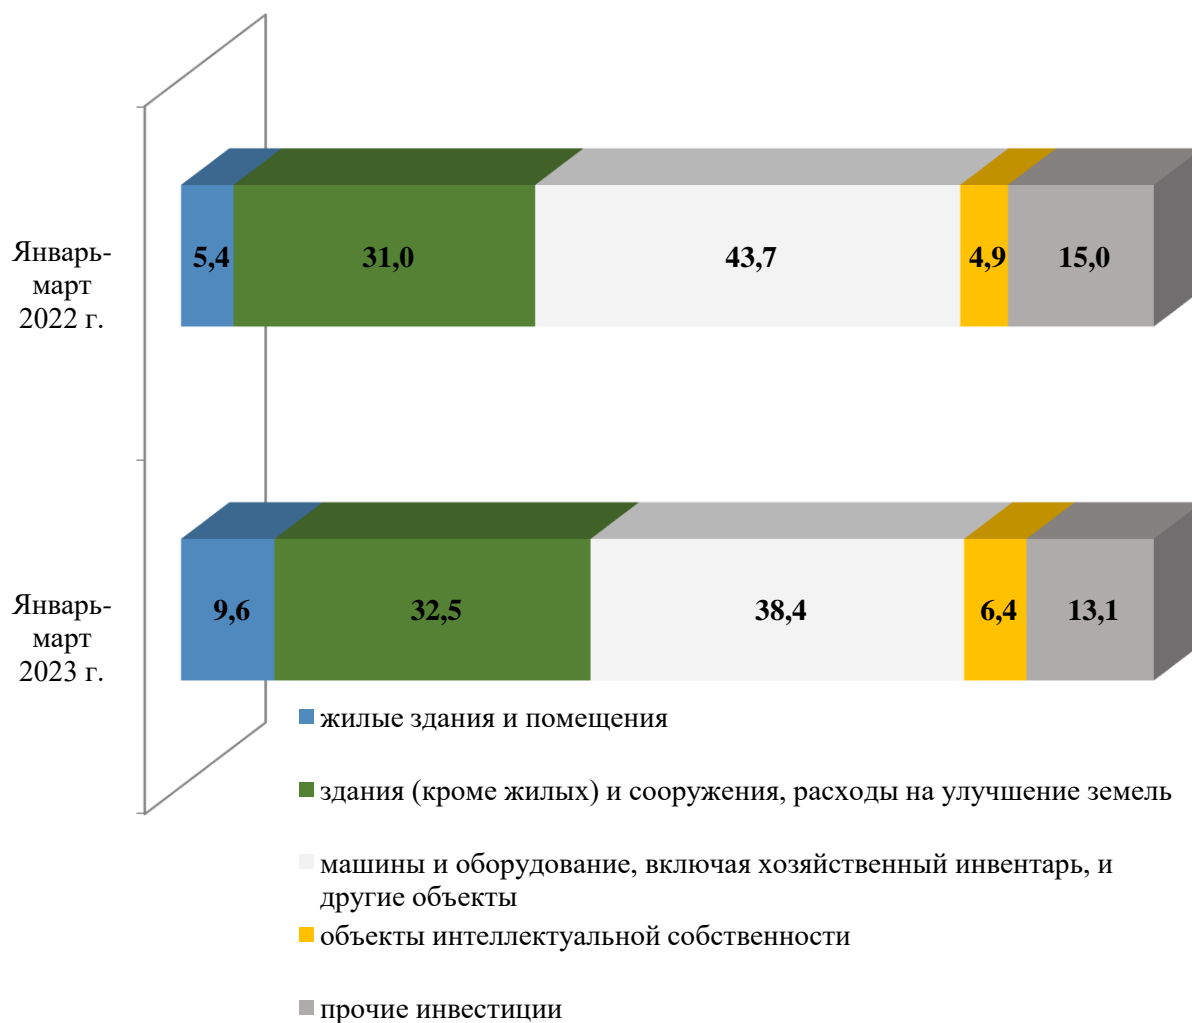 Январь-
март
2022 г.
5,4
31,0
43,7
4,9
15,0
Январь-
март
2023 г.
9,6
32,5
38,4
6,4
13,1
жилые здания и помещения
здания (кроме жилых) и сооружения, расходы на улучшение земель
машины и оборудование, включая хозяйственный инвентарь, и
другие объекты
объекты интеллектуальной собственности
прочие инвестиции